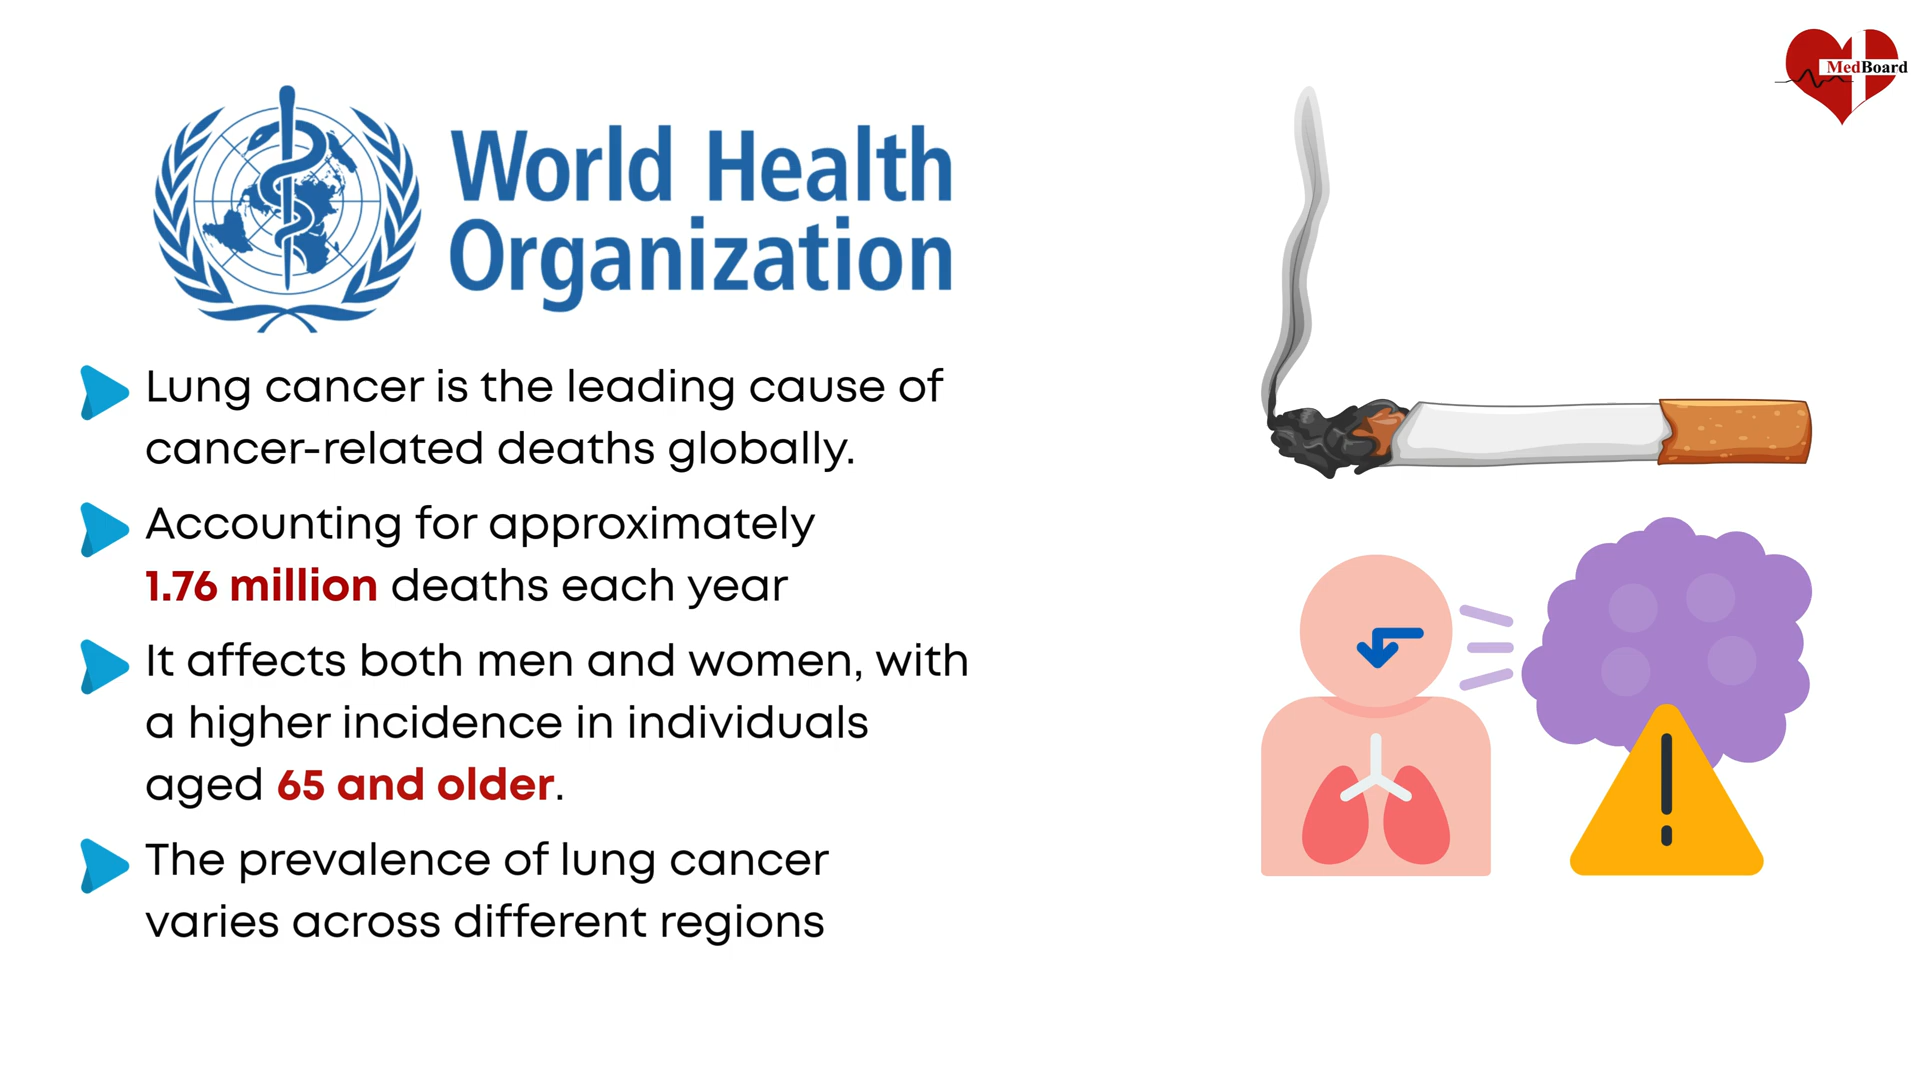 MedBoard
World Health
Organization
Lung cancer is the leading cause of
cancer-related deaths globally.
Accounting for approximately
1.76 million deaths each year
It affects both men and women, with
a higher incidence in individuals
aged 65 and older.
The prevalence of lung cancer
varies across different regions